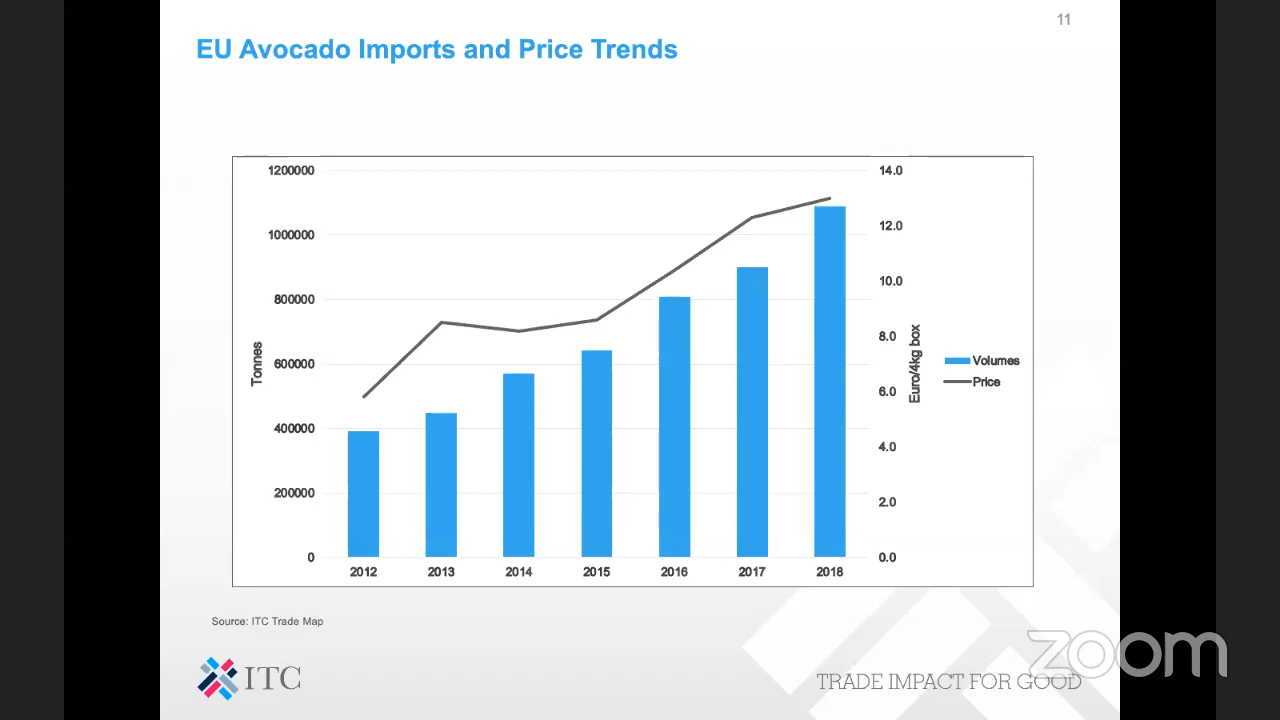 11
EU Avocado Imports and Price Trends
1200000
1000000
800000
600000
400000
200000
0
Tonnes
14.0
12.0
10.0
8.0
6.0
4.0
2.0
0.0
Euro/4kg box
Volumes
Price
2012 2013 2014 2015 2016 2017 2018
Source: ITC Trade Map
ITC
TRADE IMPACT FOR GOOD
zoom